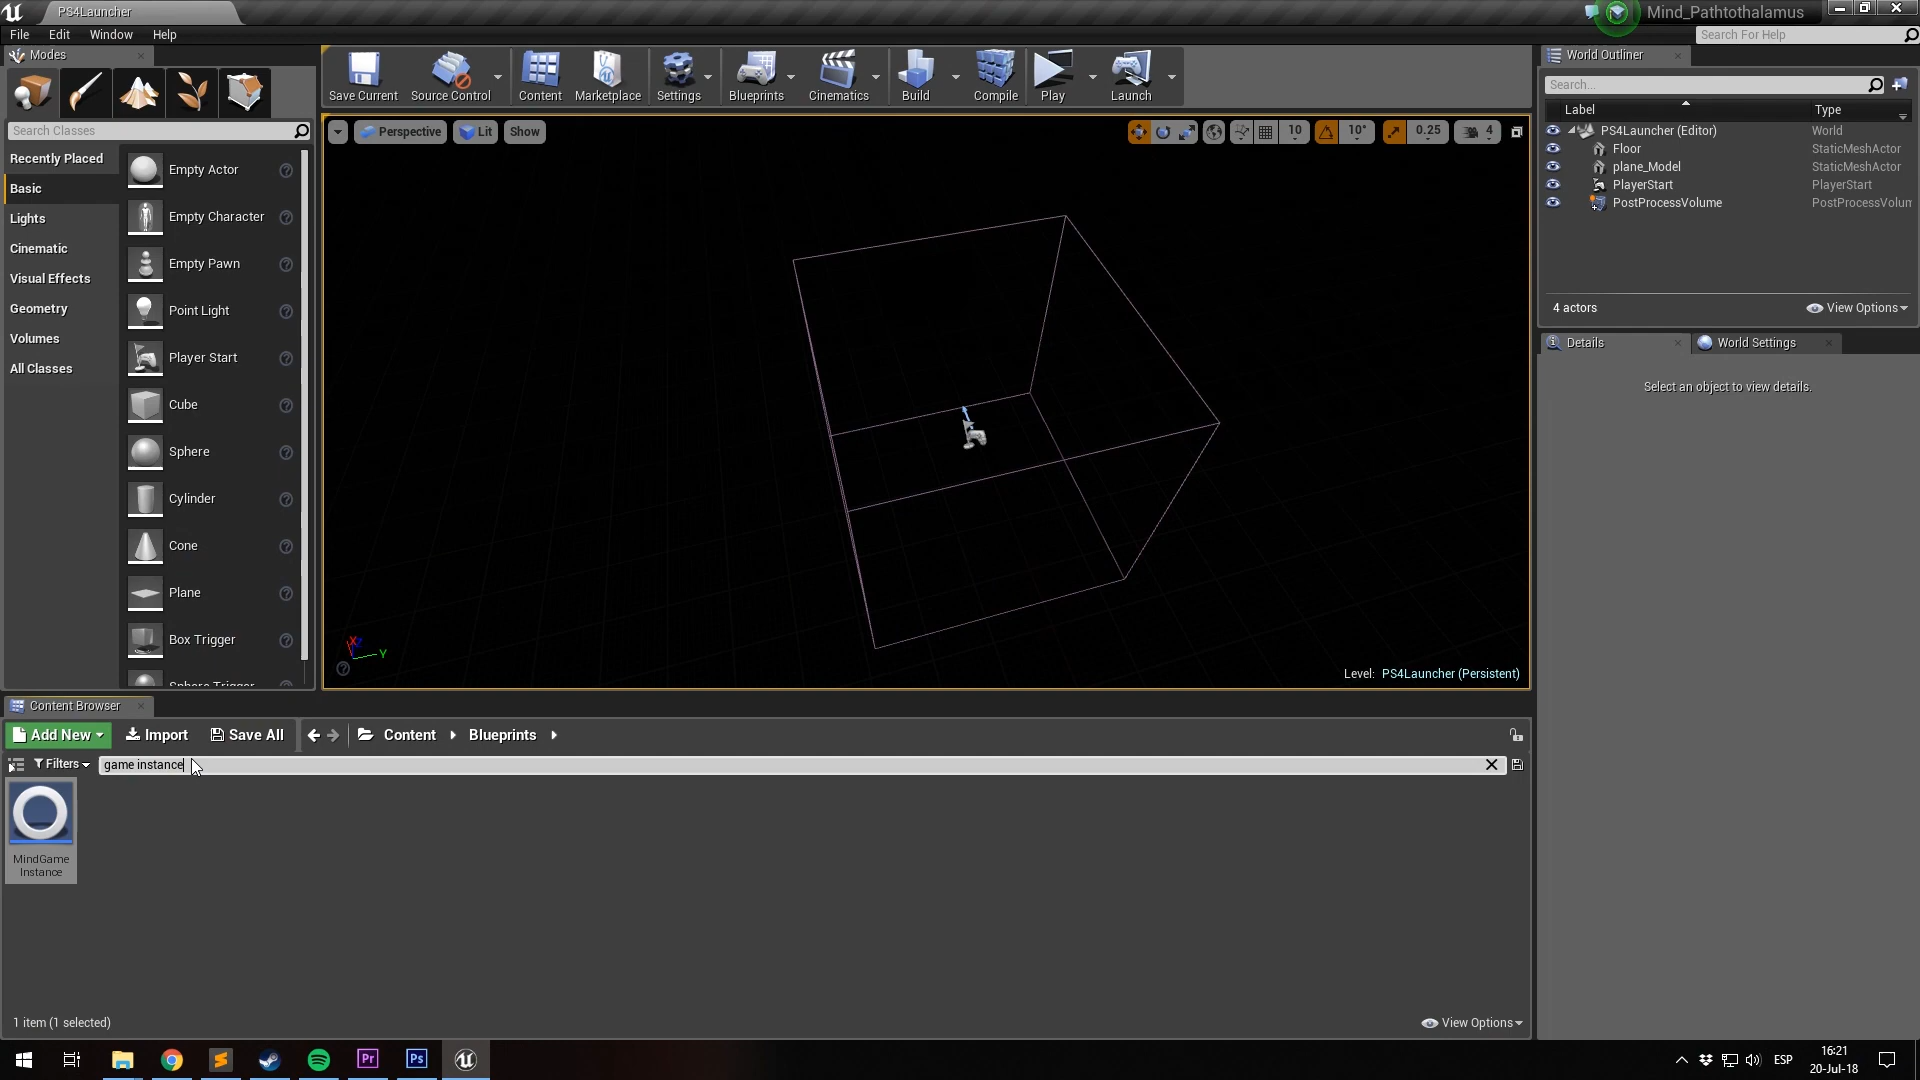 PS4Launcher
Mind_Pathtothalamus
File Edit Window Help
Search For Help
Modes
Save Current Source Control Content Marketplace Settings Blueprints Cinematics Build Compile Play Launch
Search Classes
Recently Placed
Basic
Lights
Cinematic
Visual Effects
Geometry
Volumes
All Classes
Empty Actor
Empty Character
Empty Pawn
Point Light
Player Start
Cube
Sphere
Cylinder
Cone
Plane
Box Trigger
Sphere Trigger
Perspective Lit Show
10 10° 0.25 4
X
Y
Level: PS4Launcher (Persistent)
World Outliner
Search...
Label Type
PS4Launcher (Editor) World
Floor StaticMeshActor
plane_Model StaticMeshActor
PlayerStart PlayerStart
PostProcessVolume PostProcessVolum
4 actors View Options
Details World Settings
Select an object to view details.
Content Browser
Add New Import Save All Content Blueprints
Filters game instance
MindGame
Instance
1 item (1 selected) View Options
Pr Ps
ESP
16:21
20-Jul-18